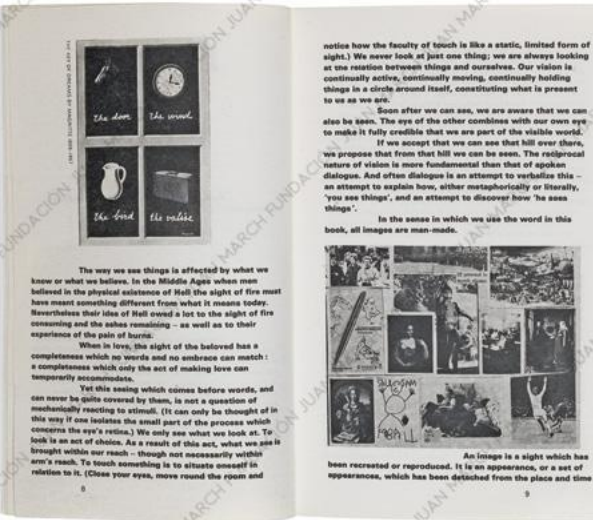 THE KEY OF DREAMS BY MAGRITTE 1898-1967
the door
the wind
the bird
the valise
The way we see things is affected by what we
know or what we believe. In the Middle Ages when men
believed in the physical existence of Hell the sight of fire must
have meant something different from what it means today.
Nevertheless their idea of Hell owed a lot to the sight of fire
consuming and the ashes remaining – as well as to their
experience of the pain of burns.
When in love, the sight of the beloved has a
completeness which no words and no embrace can match :
a completeness which only the act of making love can
temporarily accommodate.
Yet this seeing which comes before words, and
can never be quite covered by them, is not a question of
mechanically reacting to stimuli. (It can only be thought of in
this way if one isolates the small part of the process which
concerns the eye's retina.) We only see what we look at. To
look is an act of choice. As a result of this act, what we see is
brought within our reach – though not necessarily within
arm's reach. To touch something is to situate oneself in
relation to it. (Close your eyes, move round the room and
8
notice how the faculty of touch is like a static, limited form of
sight.) We never look at just one thing; we are always looking
at the relation between things and ourselves. Our vision is
continually active, continually moving, continually holding
things in a circle around itself, constituting what is present
to us as we are.
Soon after we can see, we are aware that we can
also be seen. The eye of the other combines with our own eye
to make it fully credible that we are part of the visible world.
If we accept that we can see that hill over there,
we propose that from that hill we can be seen. The reciprocal
nature of vision is more fundamental than that of spoken
dialogue. And often dialogue is an attempt to verbalize this –
an attempt to explain how, either metaphorically or literally,
'you see things', and an attempt to discover how 'he sees
things'.
In the sense in which we use the word in this
book, all images are man-made.
An image is a sight which has
been recreated or reproduced. It is an appearance, or a set of
appearances, which has been detached from the place and time
9
FUNDACION JUAN MARCH